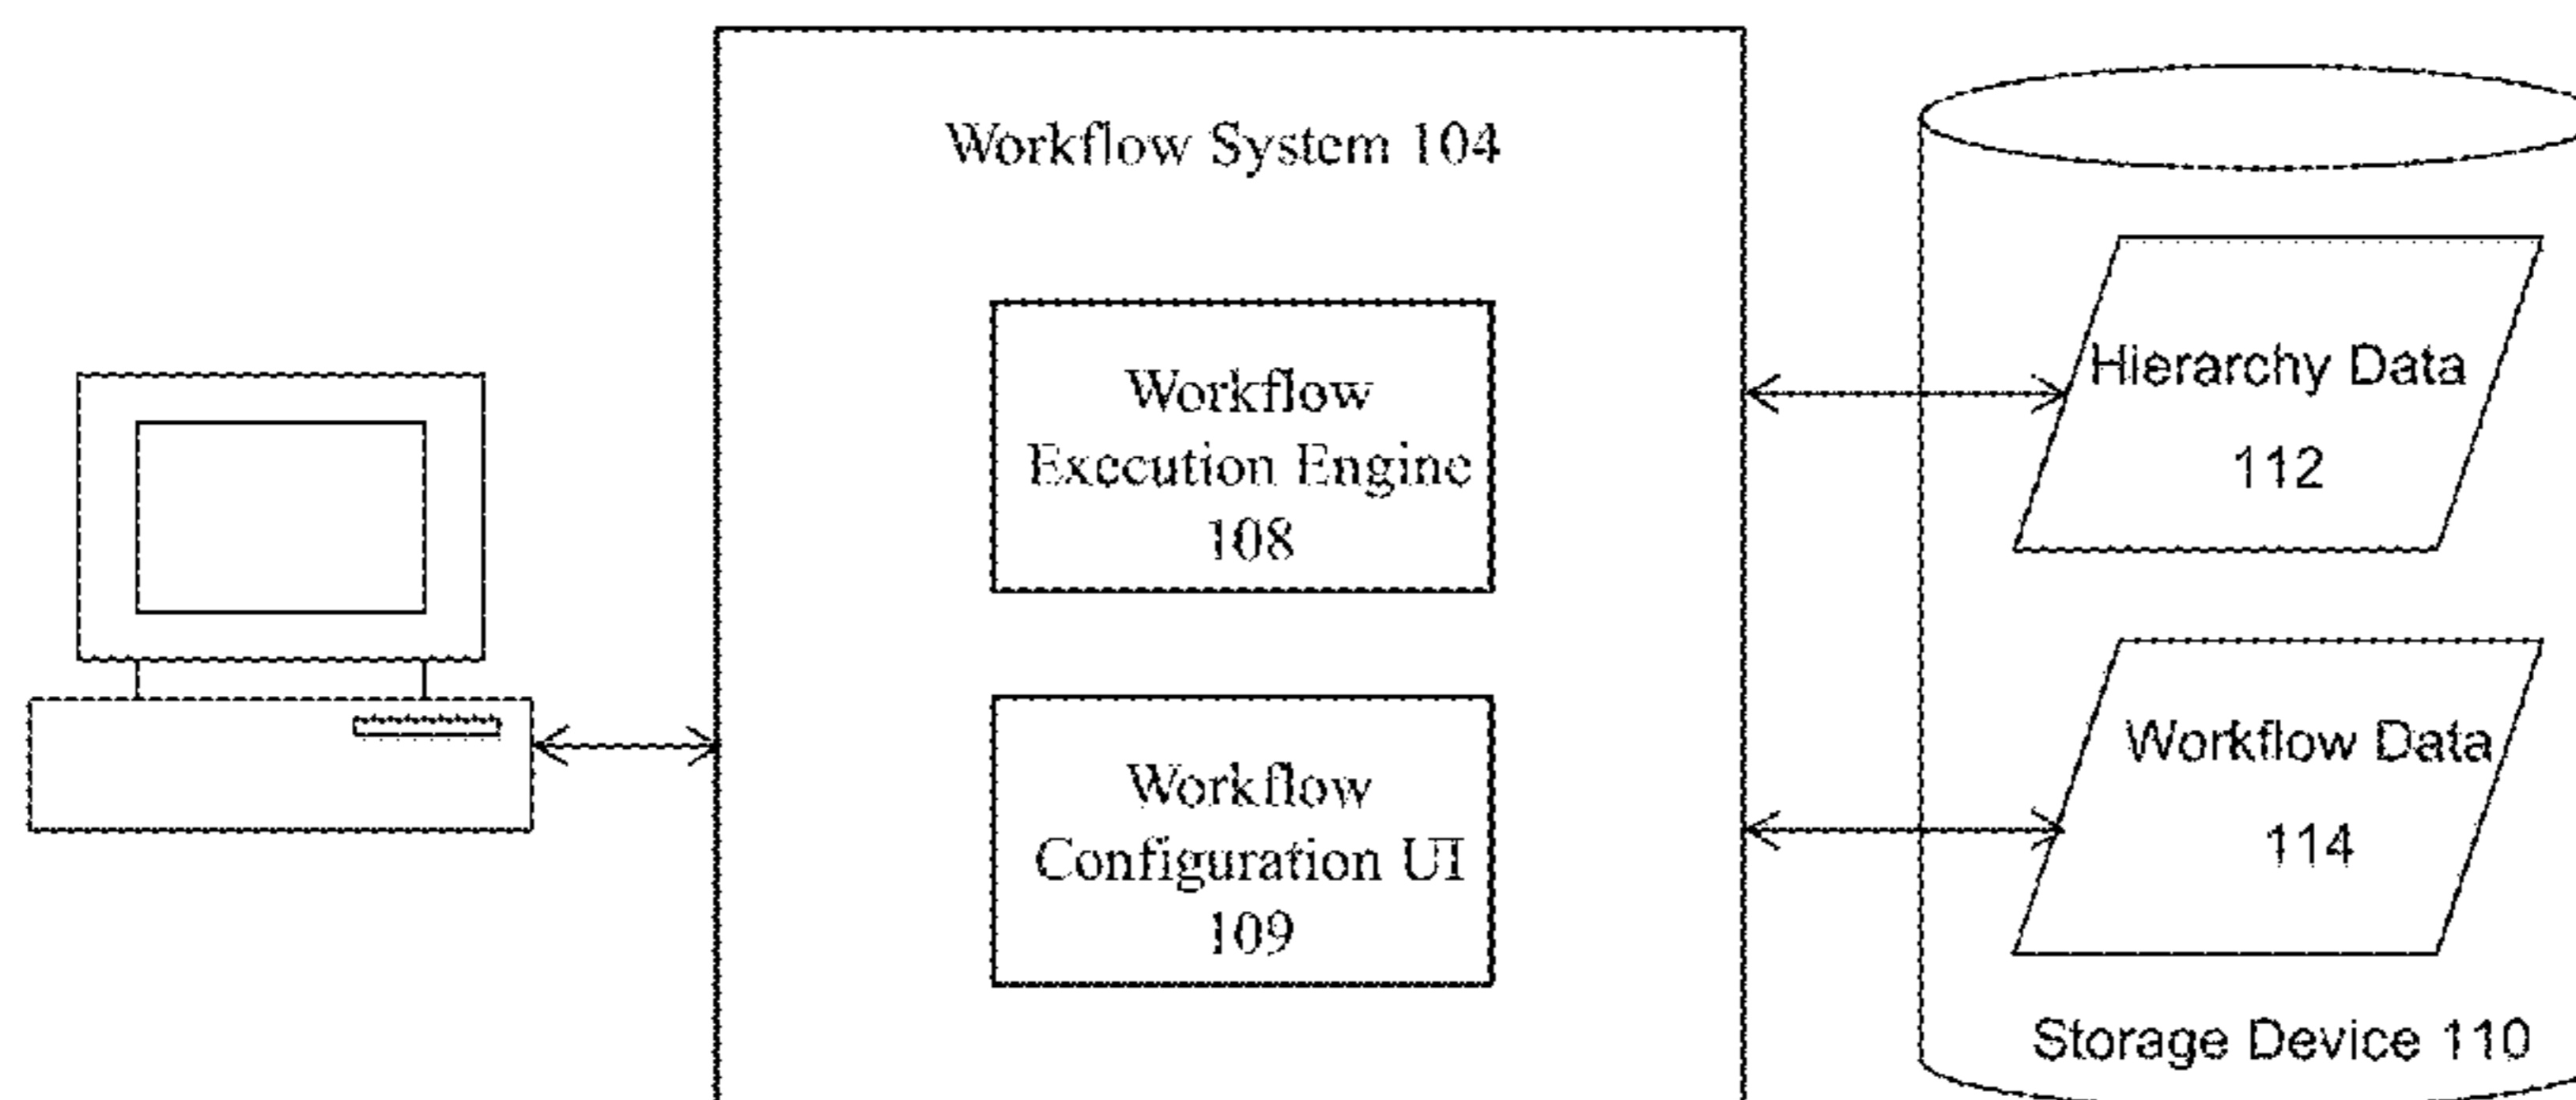 Workflow System 104
Workflow
Execution Engine
108
Workflow
Configuration UI
109
Hierarchy Data
112
Workflow Data
114
Storage Device 110